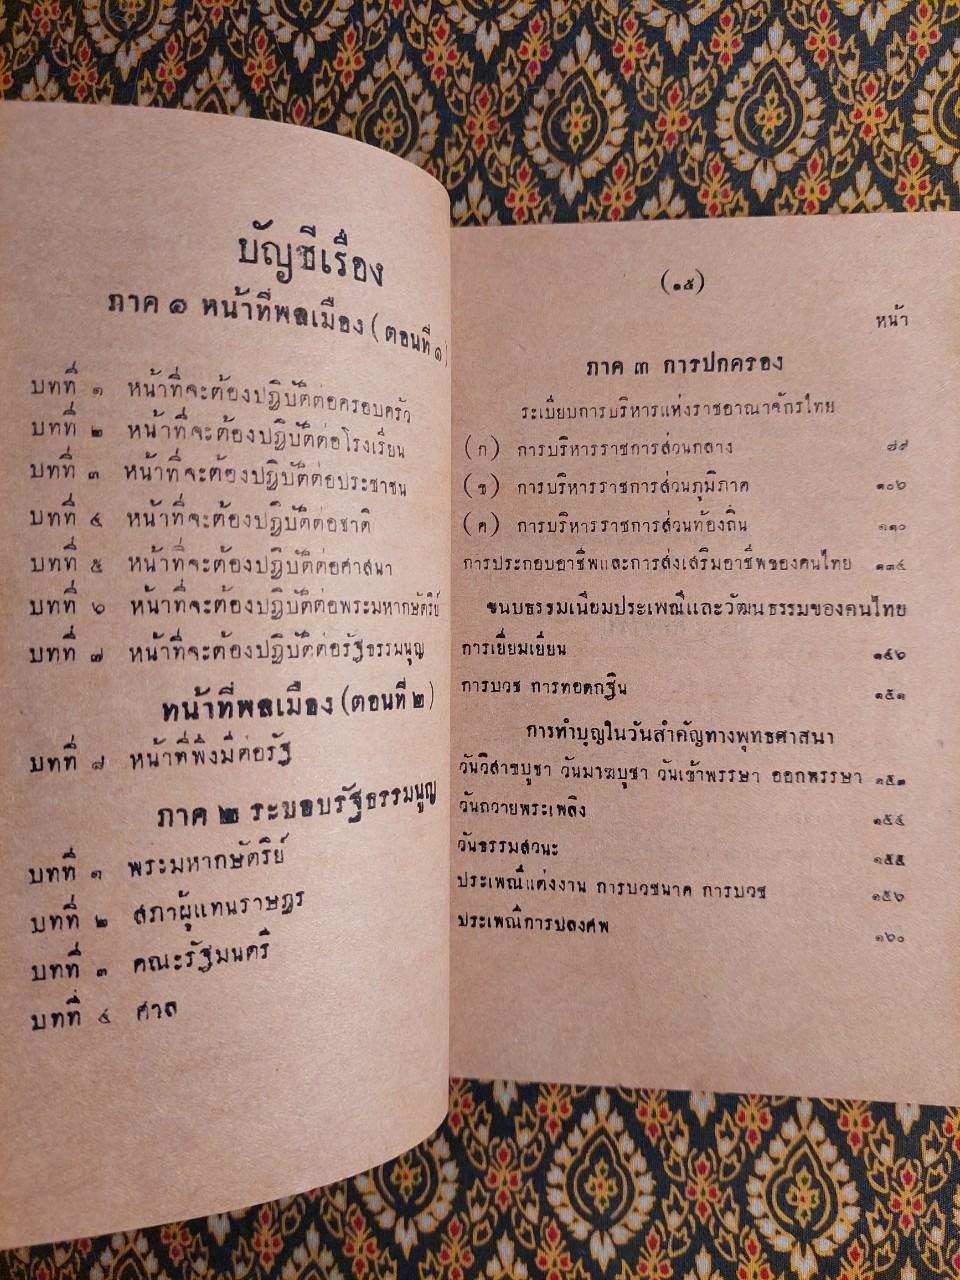 บัญชีเรื่อง
ภาค ๑ หน้าที่พลเมือง (ตอนที่ ๑)
บทที่ ๑ หน้าที่จะต้องปฏิบัติต่อครอบครัว
บทที่ ๒ หน้าที่จะต้องปฏิบัติต่อโรงเรียน
บทที่ ๓ หน้าที่จะต้องปฏิบัติต่อประชาชน
บทที่ ๔ หน้าที่จะต้องปฏิบัติต่อชาติ
บทที่ ๕ หน้าที่จะต้องปฏิบัติต่อศาสนา
บทที่ ๖ หน้าที่จะต้องปฏิบัติต่อพระมหากษัตริย์
บทที่ ๗ หน้าที่จะต้องปฏิบัติต่อรัฐธรรมนูญ
หน้าที่พลเมือง (ตอนที่ ๒)
บทที่ ๘ หน้าที่พึงมีต่อรัฐ
ภาค ๒ ระบอบรัฐธรรมนูญ
บทที่ ๑ พระมหากษัตริย์
บทที่ ๒ สภาผู้แทนราษฎร
บทที่ ๓ คณะรัฐมนตรี
บทที่ ๔ ศาล
(๑๕)
หน้า
ภาค ๓ การปกครอง
ระเบียบการบริหารแห่งราชอาณาจักรไทย
(ก) การบริหารราชการส่วนกลาง ๘๙
(ข) การบริหารราชการส่วนภูมิภาค ๑๐๖
(ค) การบริหารราชการส่วนท้องถิ่น ๑๑๐
การประกอบอาชีพและการส่งเสริมอาชีพของคนไทย ๑๓๔
ขนบธรรมเนียมประเพณีและวัฒนธรรมของคนไทย
การเยี่ยมเยียน ๑๔๖
การบวช การทอดกฐิน ๑๕๑
การทำบุญในวันสำคัญทางพุทธศาสนา
วันวิสาขบูชา วันมาฆบูชา วันเข้าพรรษา ออกพรรษา ๑๕๓
วันถวายพระเพลิง ๑๕๔
วันธรรมสวนะ ๑๕๕
ประเพณีแต่งงาน การบวชนาค การบวช ๑๕๖
ประเพณีการปลงศพ ๑๖๐